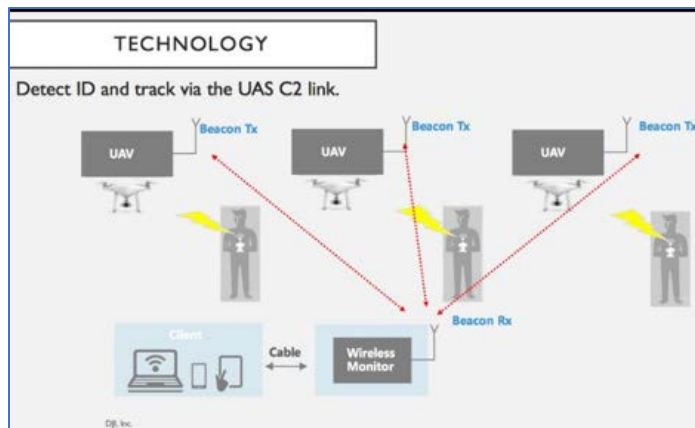 TECHNOLOGY
Detect ID and track via the UAS C2 link.
Beacon Tx
Beacon Tx
Beacon Tx
UAV
UAV
UAV
Beacon Rx
Client
Cable
Wireless
Monitor
DJI, Inc.